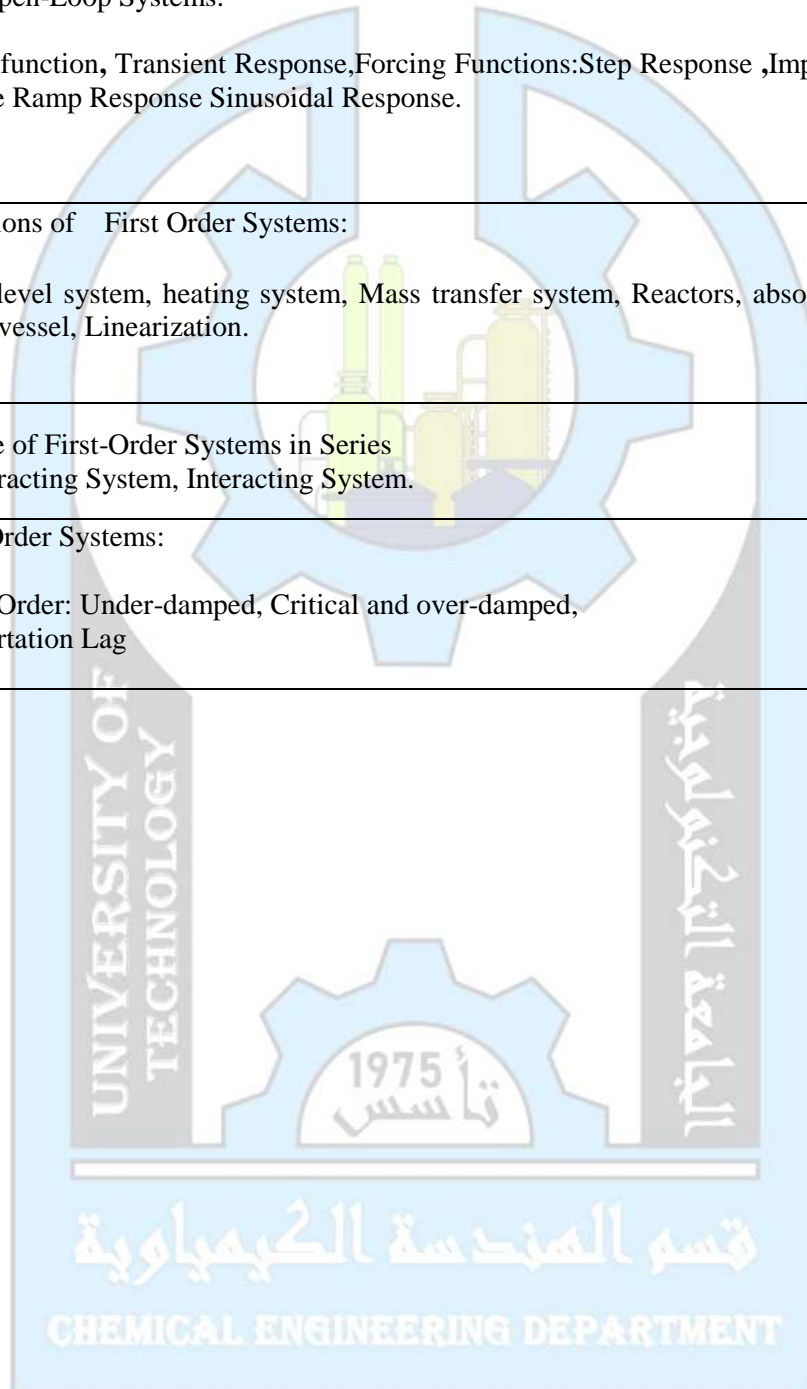 pen-Loop Systems:
function, Transient Response,Forcing Functions:Step Response ,Imp
e Ramp Response Sinusoidal Response.
ions of First Order Systems:
level system, heating system, Mass transfer system, Reactors, abso
vessel, Linearization.
e of First-Order Systems in Series
racting System, Interacting System.
Order Systems:
Order: Under-damped, Critical and over-damped,
rtation Lag
UNIVERSITY OF
TECHNOLOGY
الجامعة التكنولوجية
1975 تأسس
قسم الهندسة الكيمياوية
CHEMICAL ENGINEERING DEPARTMENT